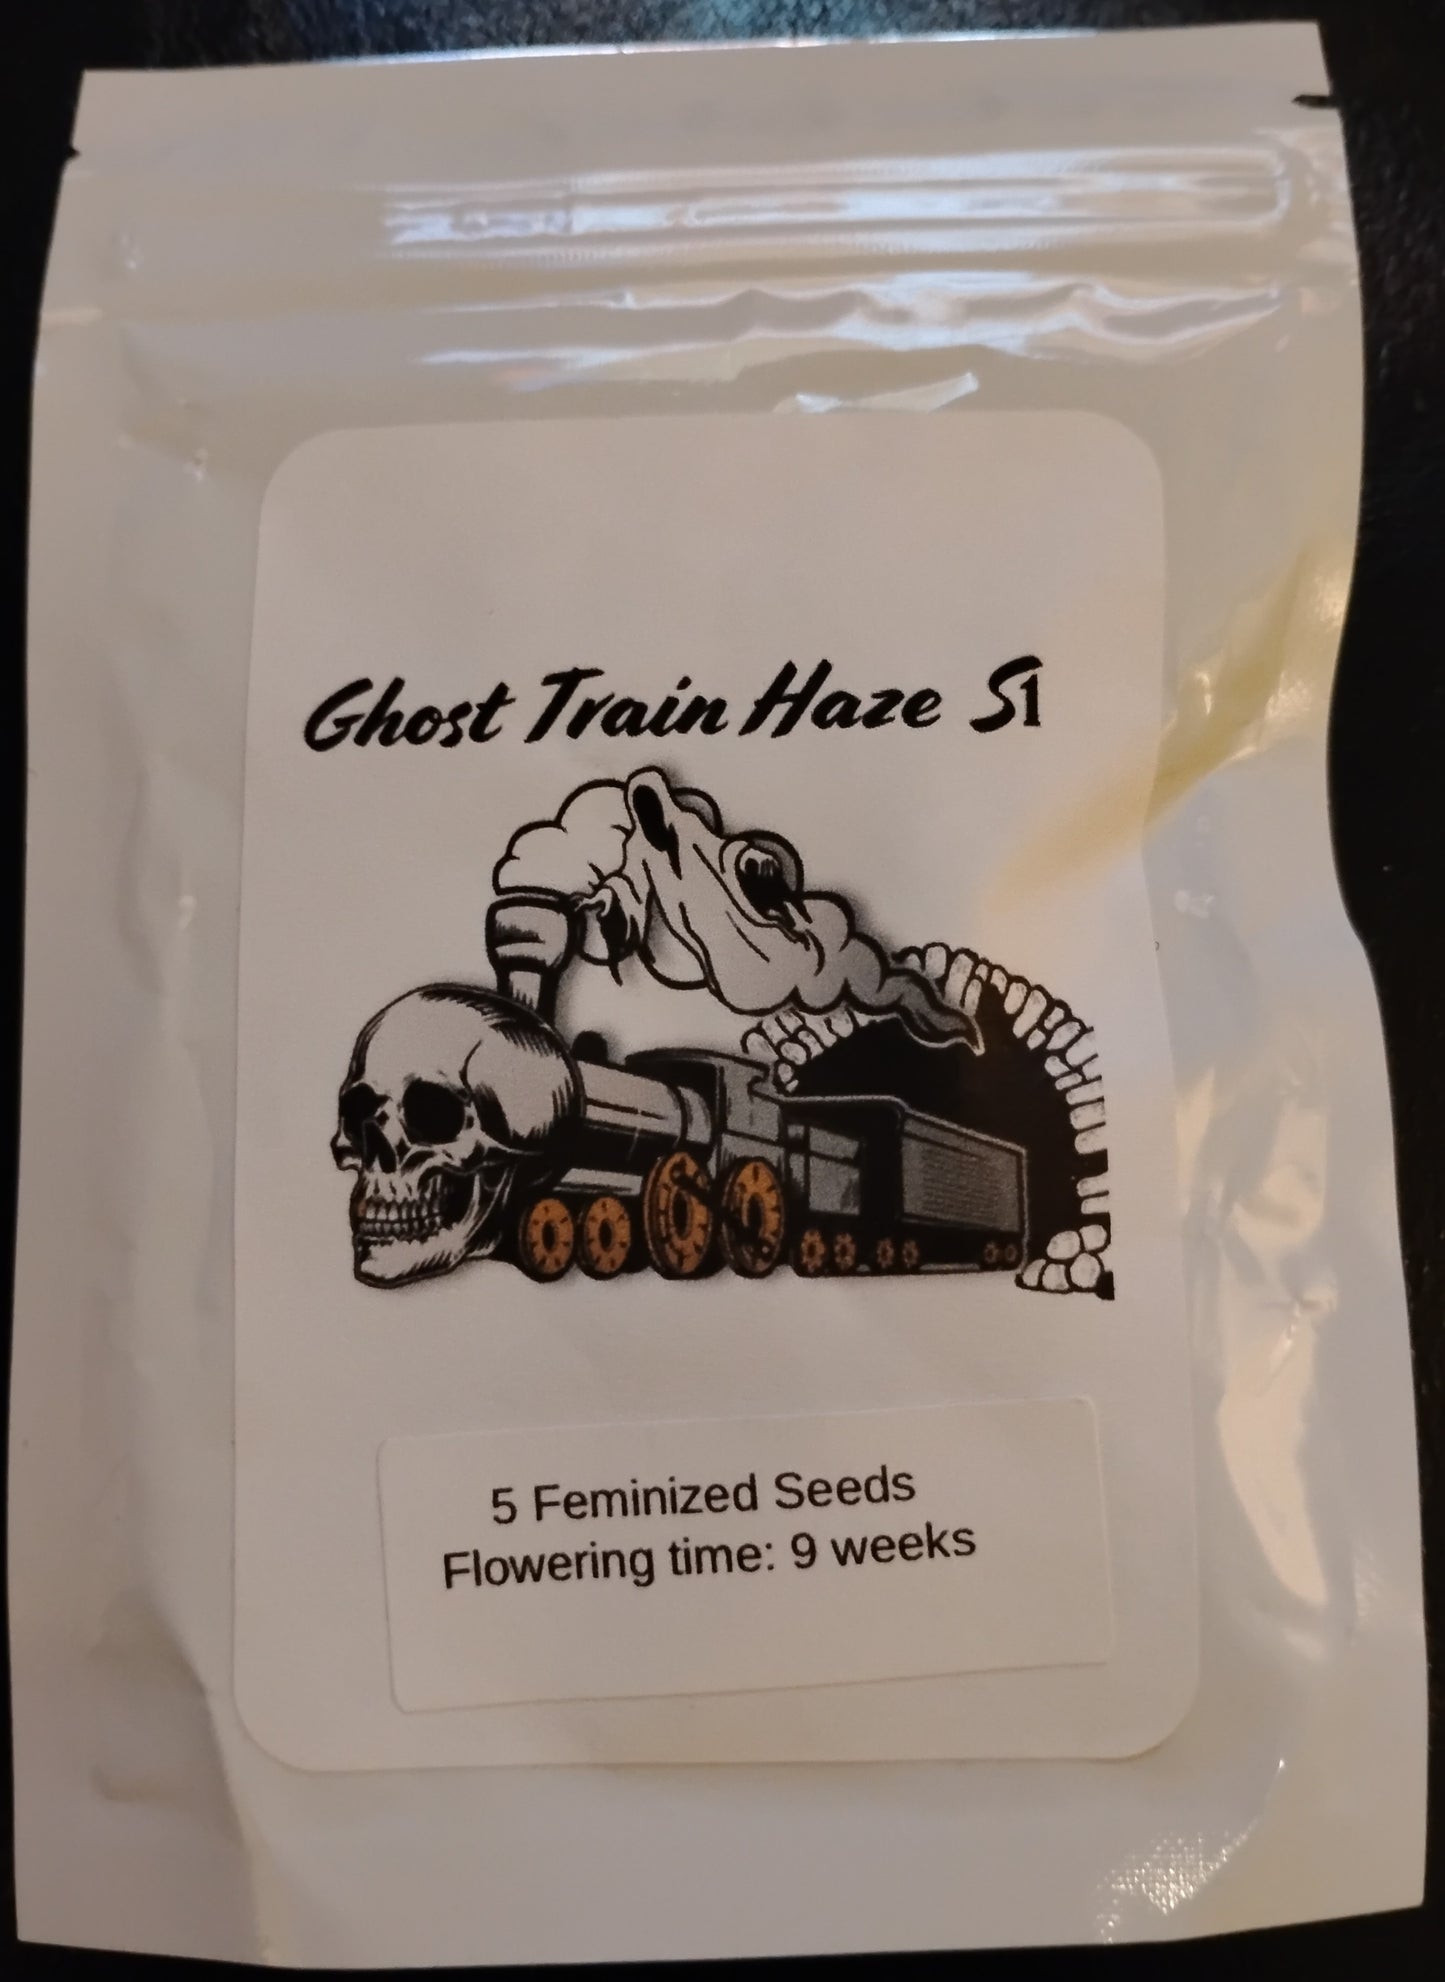 Ghost Train Haze S1
5 Feminized Seeds
Flowering time: 9 weeks